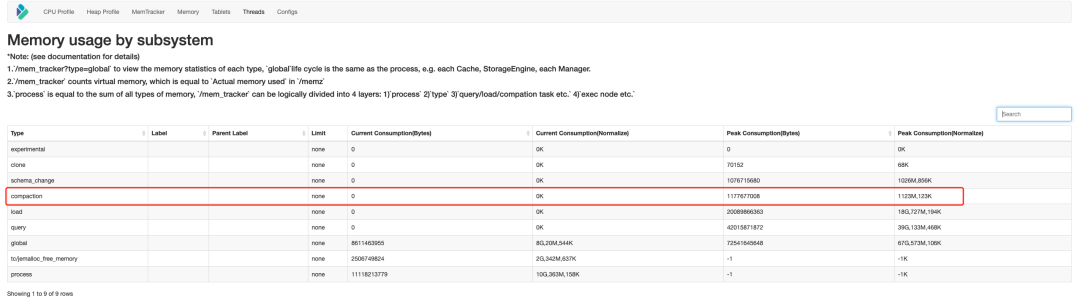 CPU Profile Heap Profile MemTracker Memory Tablets Threads Configs
Memory usage by subsystem
*Note: (see documentation for details)
1.`/mem_tracker?type=global` to view the memory statistics of each type, `global`life cycle is the same as the process, e.g. each Cache, StorageEngine, each Manager.
2.`/mem_tracker` counts virtual memory, which is equal to `Actual memory used` in `/memz`
3.`process` is equal to the sum of all types of memory, `/mem_tracker` can be logically divided into 4 layers: 1)`process` 2)`type` 3)`query/load/compation task etc.` 4)`exec node etc.`
Search
Type Label Parent Label Limit Current Consumption(Bytes) Current Consumption(Normalize) Peak Consumption(Bytes) Peak Consumption(Normalize)
experimental none 0 0K 0 0K
clone none 0 0K 70152 68K
schema_change none 0 0K 1076715680 1026M,856K
compaction none 0 0K 1177677008 1123M,123K
load none 0 0K 20089866363 18G,727M,194K
query none 0 0K 42015871872 39G,133M,468K
global none 8611463955 8G,20M,544K 72541645648 67G,573M,106K
tc/jemalloc_free_memory none 2506749824 2G,342M,637K -1 -1K
process none 11118213779 10G,363M,158K -1 -1K
Showing 1 to 9 of 9 rows